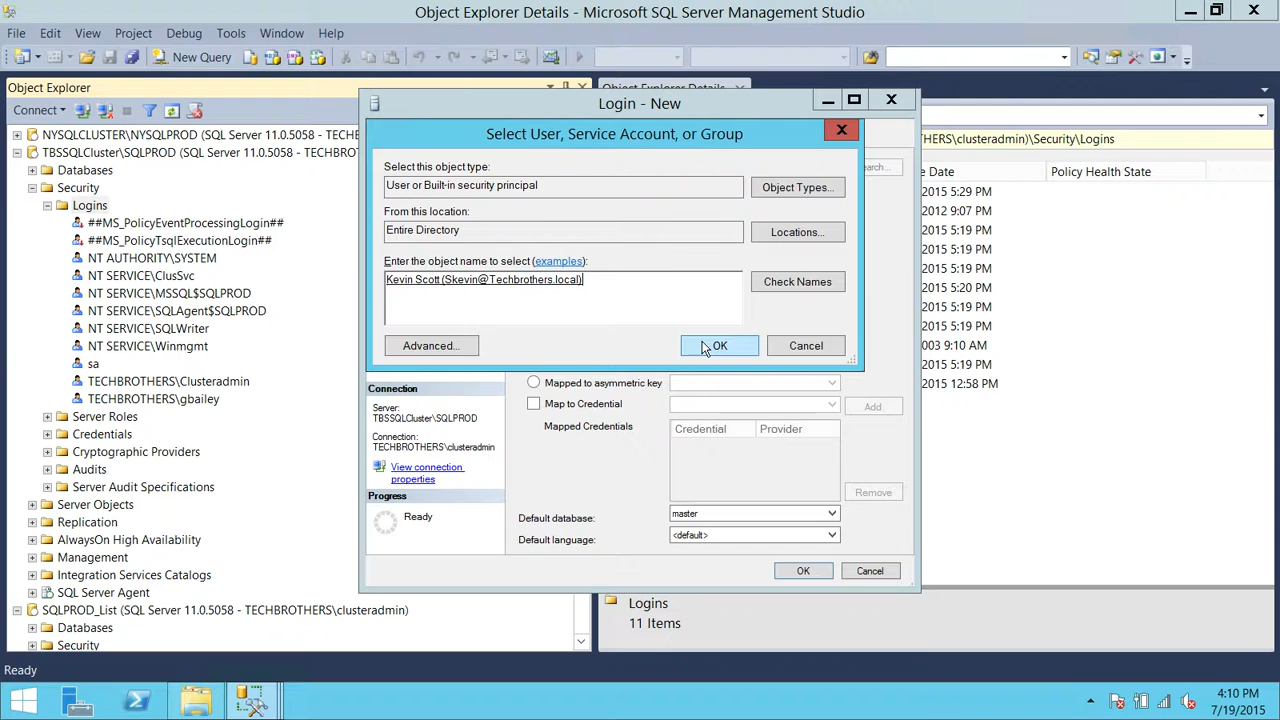 Object Explorer Details - Microsoft SQL Server Management Studio
File Edit View Project Debug Tools Window Help
New Query
Object Explorer
Object Explorer Details
Connect
NYSQLCLUSTER\NYSQLPROD (SQL Server 11.0.5058 - TECH
TBSSQLCluster\SQLPROD (SQL Server 11.0.5058 - TECHBRO
Databases
Security
Logins
##MS_PolicyEventProcessingLogin##
##MS_PolicyTsqlExecutionLogin##
NT AUTHORITY\SYSTEM
NT SERVICE\ClusSvc
NT SERVICE\MSSQL$SQLPROD
NT SERVICE\SQLAgent$SQLPROD
NT SERVICE\SQLWriter
NT SERVICE\Winmgmt
sa
TECHBROTHERS\Clusteradmin
TECHBROTHERS\gbailey
Server Roles
Credentials
Cryptographic Providers
Audits
Server Audit Specifications
Server Objects
Replication
AlwaysOn High Availability
Management
Integration Services Catalogs
SQL Server Agent
SQLPROD_List (SQL Server 11.0.5058 - TECHBROTHERS\clusteradmin)
Databases
Security
Login - New
Select User, Service Account, or Group
Select this object type:
User or Built-in security principal
Object Types...
From this location:
Entire Directory
Locations...
Enter the object name to select (examples):
Kevin Scott (Skevin@Techbrothers.local)
Check Names
Advanced...
OK
Cancel
earch...
Connection
Server:
TBSSQLCluster\SQLPROD
Connection:
TECHBROTHERS\clusteradmin
View connection
properties
Progress
Ready
Mapped to asymmetric key
Map to Credential
Add
Mapped Credentials
Credential Provider
Remove
Default database:
master
Default language:
<default>
OK
Cancel
OTHERS\clusteradmin)\Security\Logins
e Date
Policy Health State
2015 5:29 PM
2012 9:07 PM
2015 5:19 PM
2015 5:19 PM
2015 5:19 PM
2015 5:19 PM
2015 5:19 PM
2015 5:19 PM
003 9:10 AM
2015 5:19 PM
2015 12:58 PM
Logins
11 Items
Ready
4:10 PM
7/19/2015